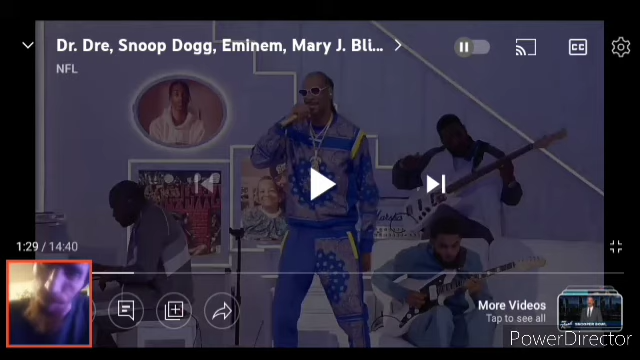 Dr. Dre, Snoop Dogg, Eminem, Mary J. Bli...
NFL
CC
1:29 / 14:40
More Videos
Tap to see all
PowerDirector